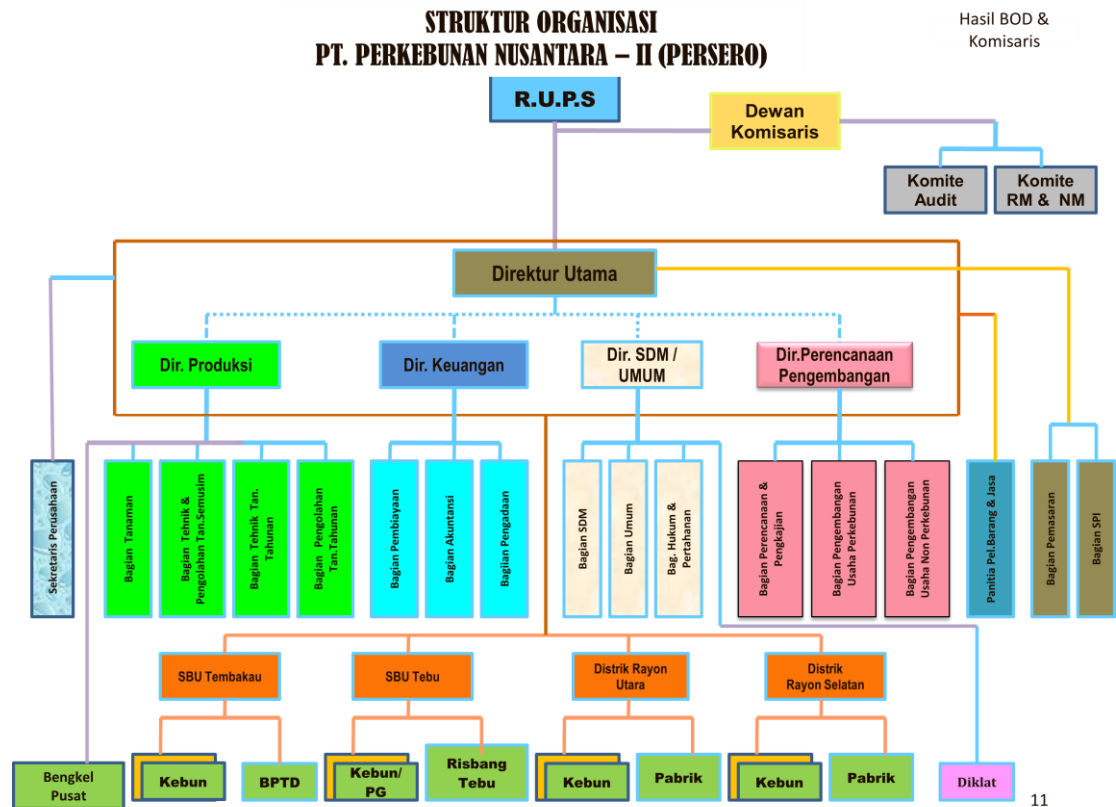 STRUKTUR ORGANISASI
PT. PERKEBUNAN NUSANTARA – II (PERSERO)
Hasil BOD &
Komisaris
R.U.P.S
Dewan
Komisaris
Komite
Audit
Komite
RM & NM
Direktur Utama
Dir. Produksi
Dir. Keuangan
Dir. SDM /
UMUM
Dir.Perencanaan
Pengembangan
Sekretaris Perusahaan
Bagian Tanaman
Bagian Tehnik &
Pengolahan Tan.Semusim
Bagian Tehnik Tan.
Tahunan
Bagian Pengolahan
Tan.Tahunan
Bagian Pembiayaan
Bagian Akuntansi
Bagiian Pengadaan
Bagian SDM
Bagian Umum
Bag. Hukum &
Pertahanan
Bagian Perencanaan &
Pengkajian
Bagian Pengembangan
Usaha Perkebunan
Bagian Pengembangan
Usaha Non Perkebunan
Panitia Pel.Barang & Jasa
Bagian Pemasaran
Bagian SPI
SBU Tembakau
SBU Tebu
Distrik Rayon
Utara
Distrik
Rayon Selatan
Bengkel
Pusat
Kebun
BPTD
Kebun/
PG
Risbang
Tebu
Kebun
Pabrik
Kebun
Pabrik
Diklat
11